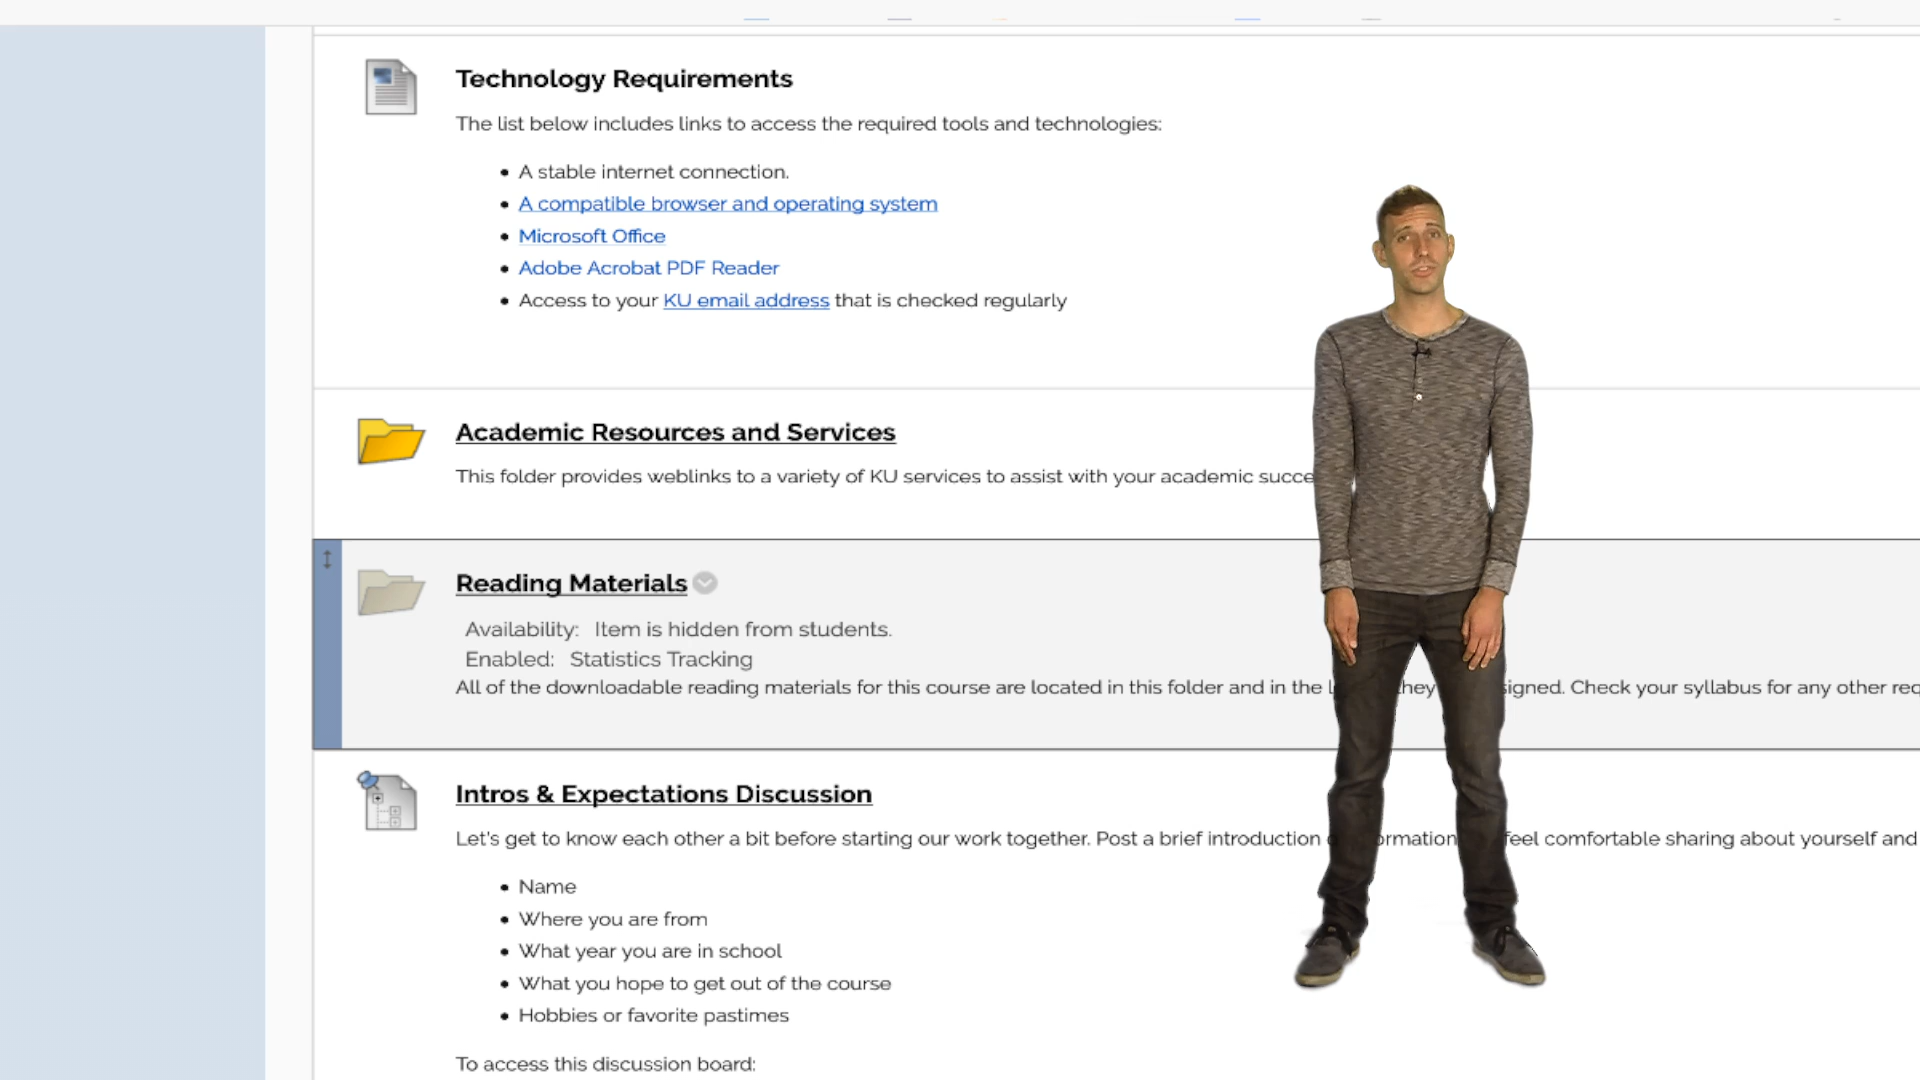 Technology Requirements
The list below includes links to access the required tools and technologies:
A stable internet connection.
A compatible browser and operating system
Microsoft Office
Adobe Acrobat PDF Reader
Access to your KU email address that is checked regularly
Academic Resources and Services
This folder provides weblinks to a variety of KU services to assist with your academic
Reading Materials
Availability: Item is hidden from students.
Enabled: Statistics Tracking
All of the downloadable reading materials for this course are located in this folder and in the they Check your syllabus for any other
Intros & Expectations Discussion
Let's get to know each other a bit before starting our work together. Post a brief introduction feel comfortable sharing about yourself and
Name
Where you are from
What year you are in school
What you hope to get out of the course
Hobbies or favorite pastimes
To access this discussion board: